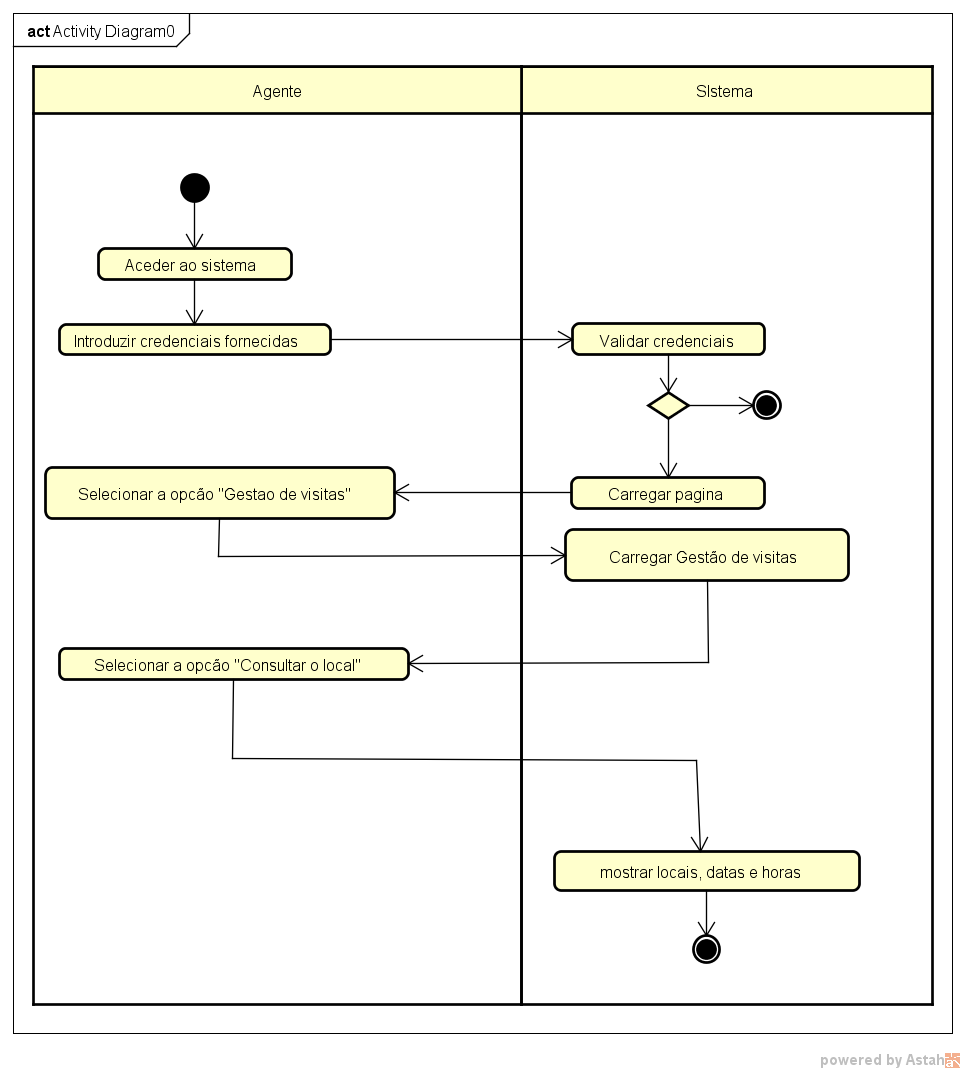 act Activity Diagram0
Agente
SIstema
Aceder ao sistema
Introduzir credenciais fornecidas
Validar credenciais
Selecionar a opcão "Gestao de visitas"
Carregar pagina
Carregar Gestão de visitas
Selecionar a opcão "Consultar o local"
mostrar locais, datas e horas
powered by Astah